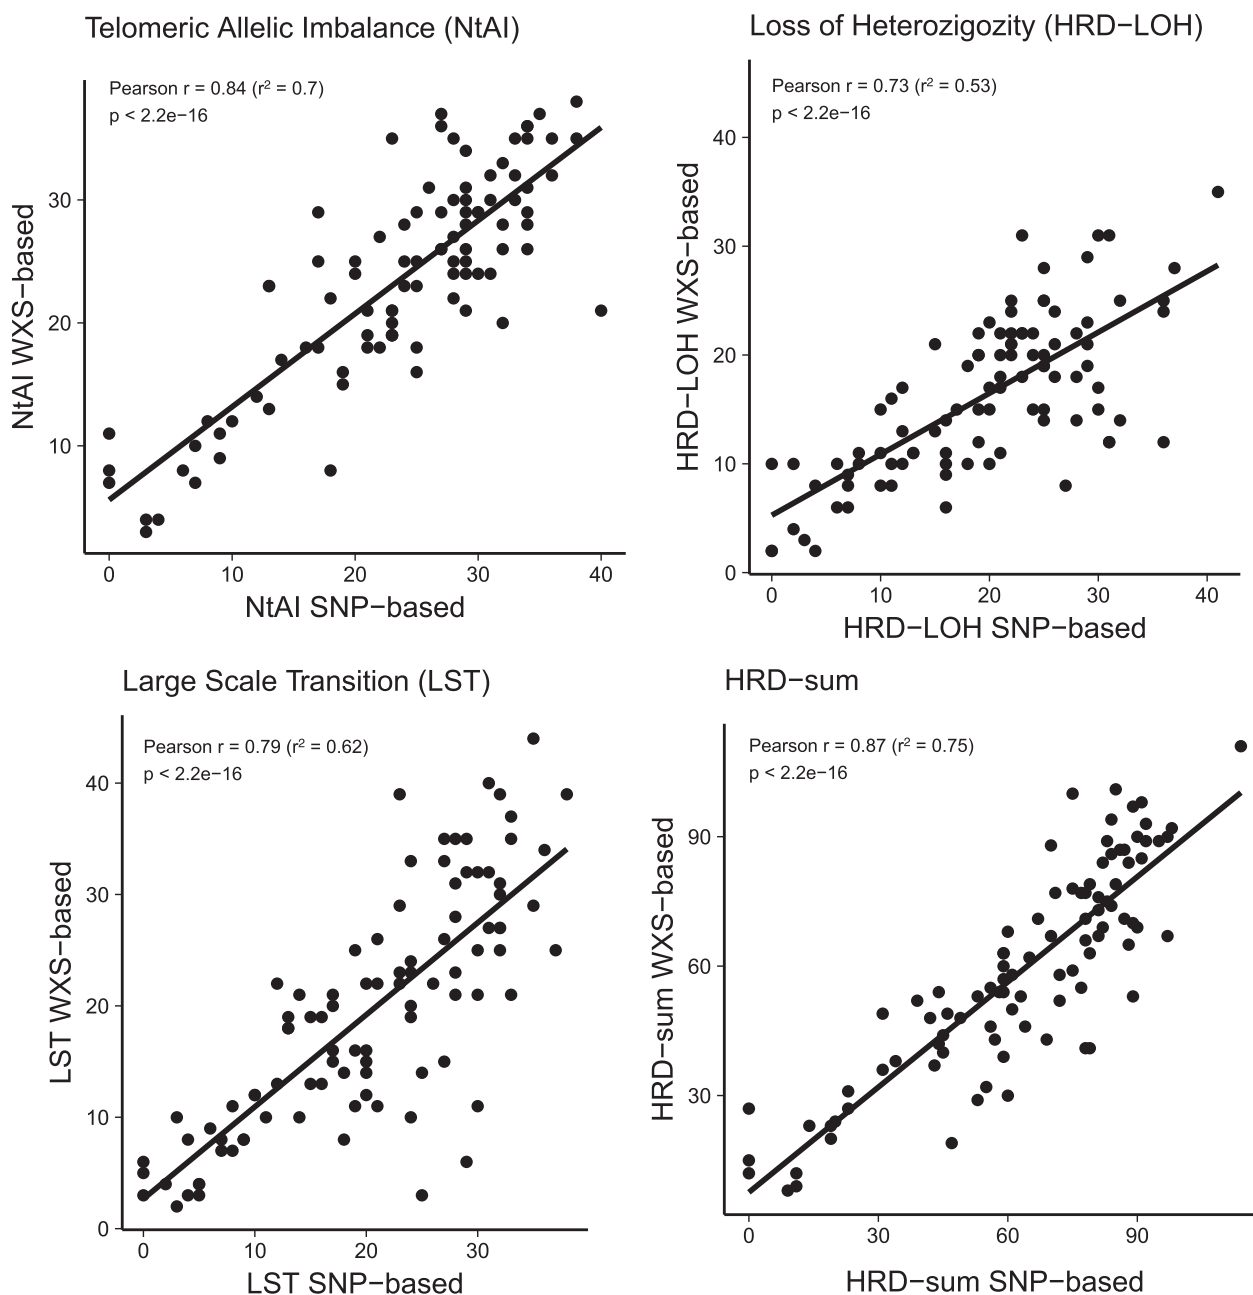 Telomeric Allelic Imbalance (NtAI)
Pearson r = 0.84 (r² = 0.7)
p < 2.2e−16
NtAI WXS−based
30
20
10
0 10 20 30 40
NtAI SNP−based
Loss of Heterozigozity (HRD−LOH)
Pearson r = 0.73 (r² = 0.53)
p < 2.2e−16
HRD−LOH WXS−based
40
30
20
10
0
0 10 20 30 40
HRD−LOH SNP−based
Large Scale Transition (LST)
Pearson r = 0.79 (r² = 0.62)
p < 2.2e−16
LST WXS−based
40
30
20
10
0
0 10 20 30
LST SNP−based
HRD−sum
Pearson r = 0.87 (r² = 0.75)
p < 2.2e−16
HRD−sum WXS−based
90
60
30
0 30 60 90
HRD−sum SNP−based